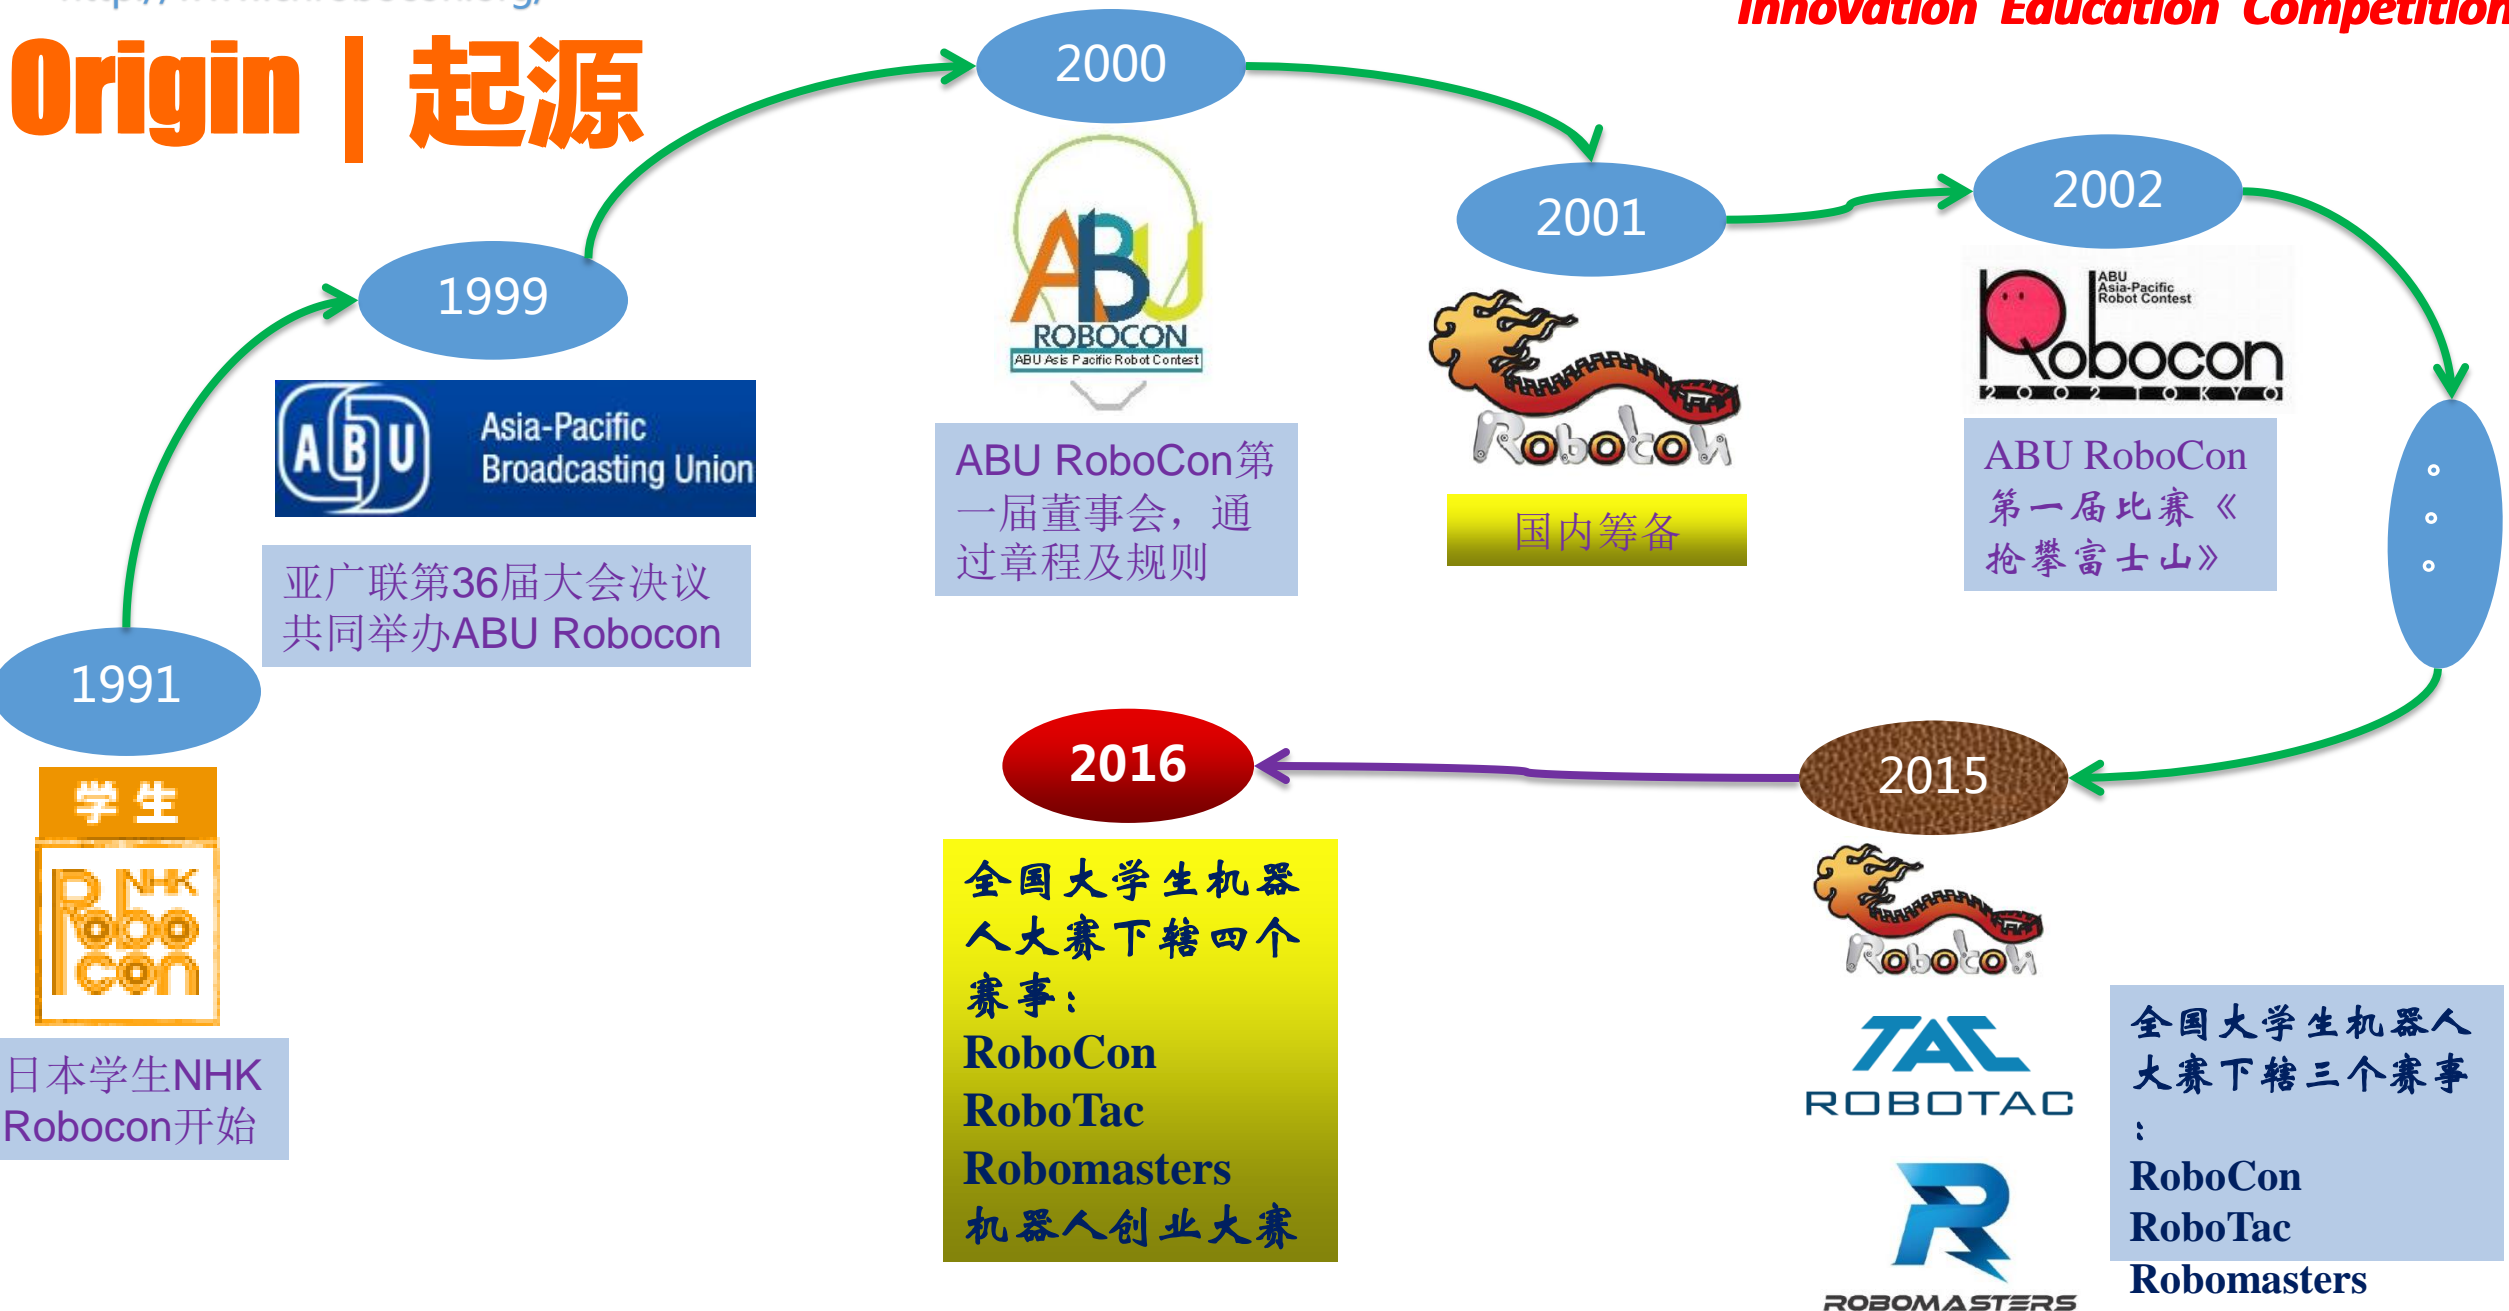 Innovation Education Competition
Origin | 起源
1991
学生
NHK
Robocon
日本学生NHK
Robocon开始
1999
ABU
Asia-Pacific
Broadcasting Union
亚广联第36届大会决议
共同举办ABU Robocon
2000
ABU
ROBOCON
ABU Asis Pacific Robot Contest
ABU RoboCon第
一届董事会，通
过章程及规则
2001
Robocon
国内筹备
2002
ABU
Asia-Pacific
Robot Contest
Robocon
2002 TOKYO
ABU RoboCon
第一届比赛《
抢攀富士山》
。
。
。
2015
Robocon
TAC
ROBOTAC
R
ROBOMASTERS
全国大学生机器人
大赛下辖三个赛事
：
RoboCon
RoboTac
Robomasters
2016
全国大学生机器
人大赛下辖四个
赛事：
RoboCon
RoboTac
Robomasters
机器人创业大赛